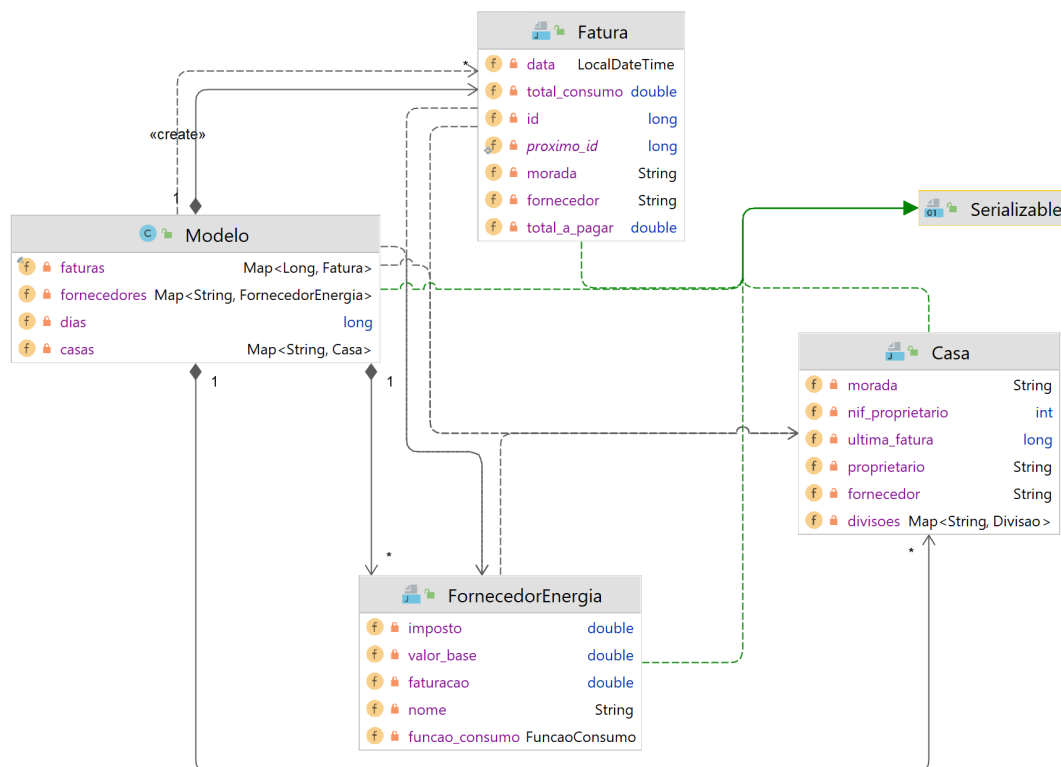 Fatura
data LocalDateTime
total_consumo double
id long
proximo_id long
morada String
fornecedor String
total_a_pagar double
*
«create»
1
Serializable
Modelo
faturas Map<Long, Fatura>
fornecedores Map<String, FornecedorEnergia>
dias long
casas Map<String, Casa>
1
1
Casa
morada String
nif_proprietario int
ultima_fatura long
proprietario String
fornecedor String
divisoes Map<String, Divisao>
*
*
FornecedorEnergia
imposto double
valor_base double
faturacao double
nome String
funcao_consumo FuncaoConsumo